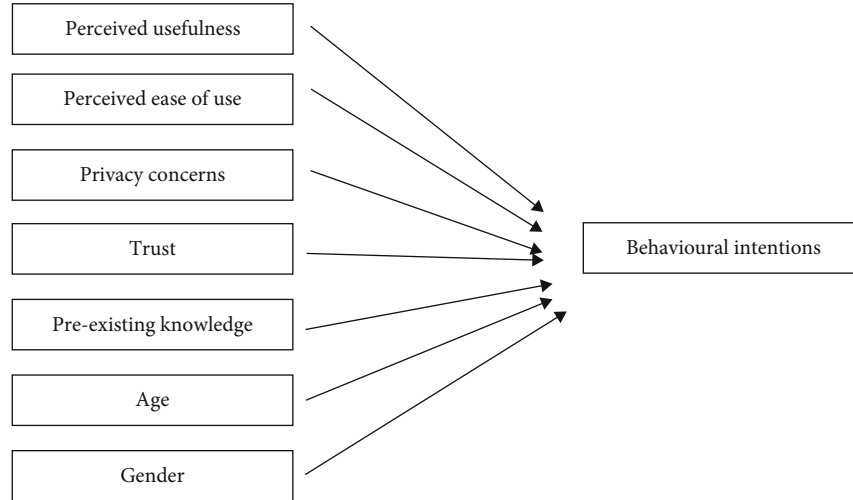 Perceived usefulness
Perceived ease of use
Privacy concerns
Trust
Behavioural intentions
Pre-existing knowledge
Age
Gender